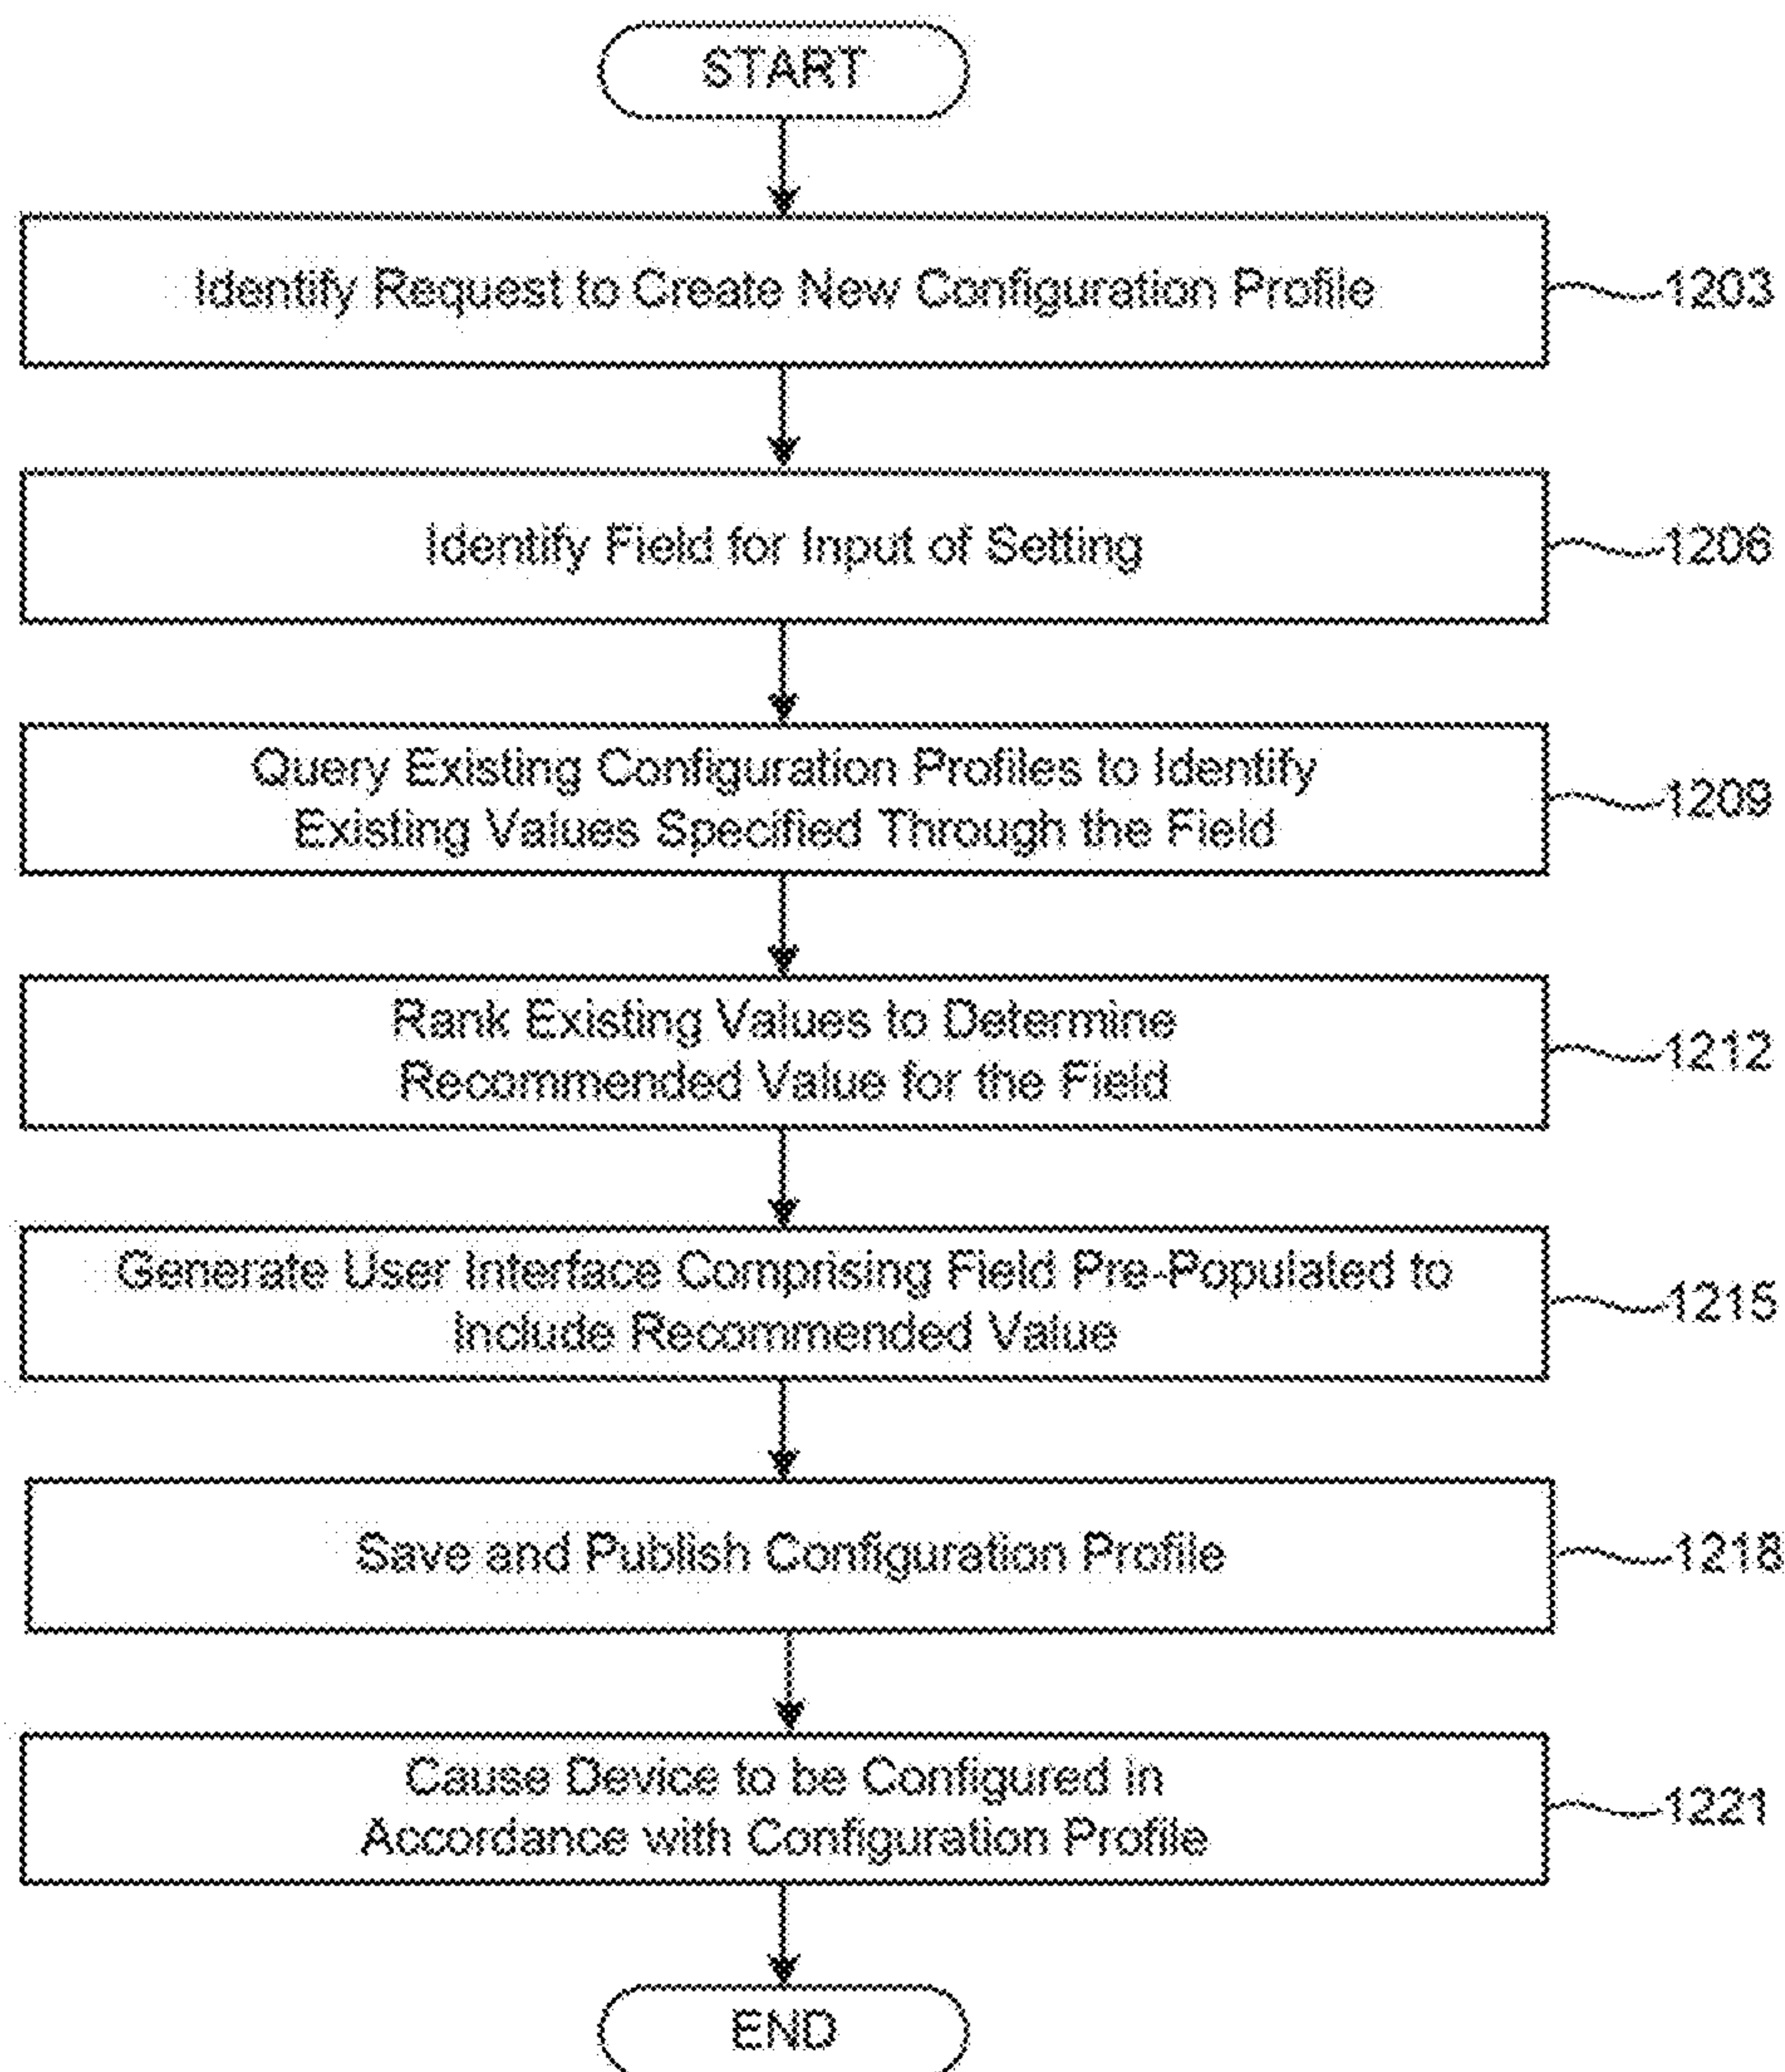 START
Identify Request to Create New Configuration Profile
1203
Identify Field for Input of Setting
1206
Query Existing Configuration Profiles to Identify
Existing Values Specified Through the Field
1209
Rank Existing Values to Determine
Recommended Value for the Field
1212
Generate User Interface Comprising Field Pre-Populated to
Include Recommended Value
1215
Save and Publish Configuration Profile
1218
Cause Device to be Configured in
Accordance with Configuration Profile
1221
END